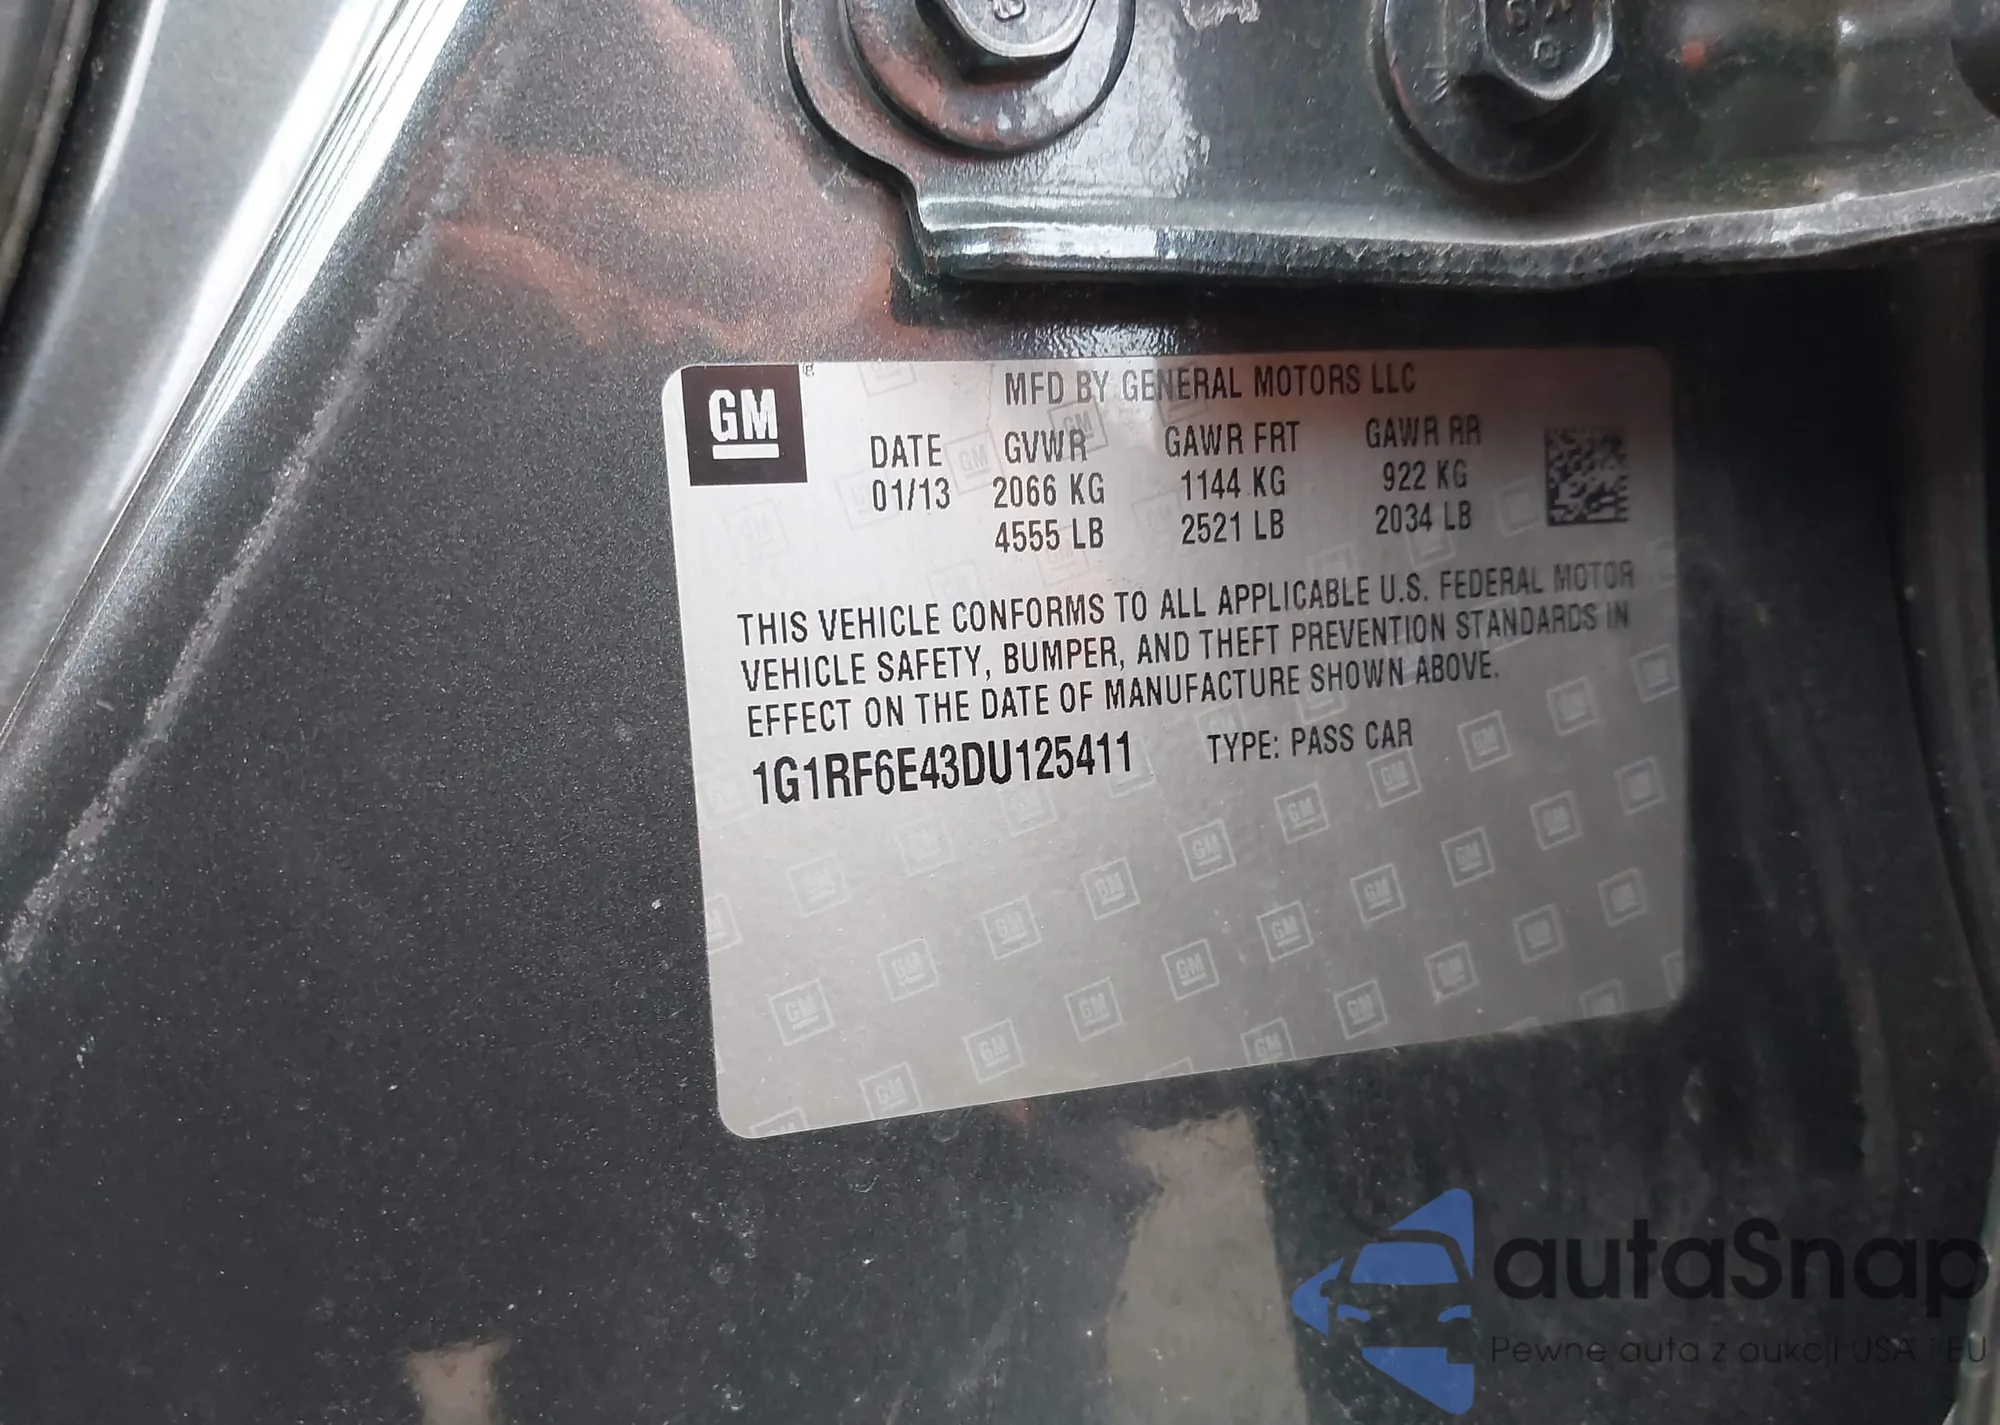 GM
MFD BY GENERAL MOTORS LLC
DATE GVWR GAWR FRT GAWR RR
01/13 2066 KG 1144 KG 922 KG
4555 LB 2521 LB 2034 LB
THIS VEHICLE CONFORMS TO ALL APPLICABLE U.S. FEDERAL MOTOR
VEHICLE SAFETY, BUMPER, AND THEFT PREVENTION STANDARDS IN
EFFECT ON THE DATE OF MANUFACTURE SHOWN ABOVE.
1G1RF6E43DU125411 TYPE: PASS CAR
autaSnap
Pewne auta z aukcji USA i EU